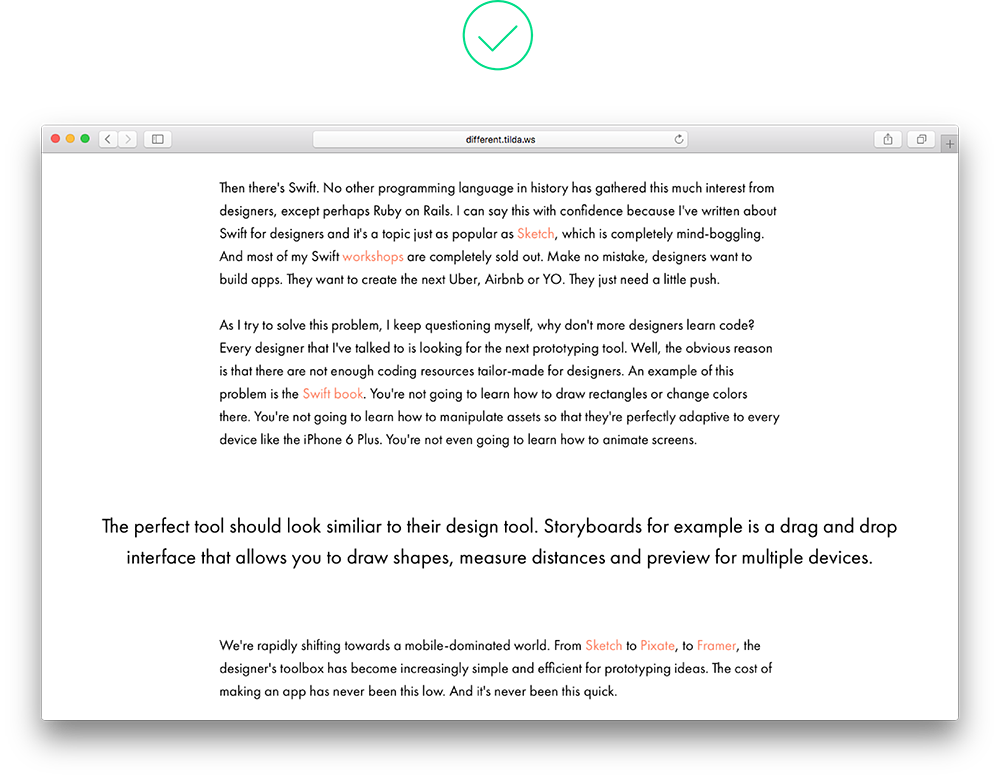 different.tilda.ws
Then there's Swift. No other programming language in history has gathered this much interest from
designers, except perhaps Ruby on Rails. I can say this with confidence because I've written about
Swift for designers and it's a topic just as popular as Sketch, which is completely mind-boggling.
And most of my Swift workshops are completely sold out. Make no mistake, designers want to
build apps. They want to create the next Uber, Airbnb or YO. They just need a little push.
As I try to solve this problem, I keep questioning myself, why don't more designers learn code?
Every designer that I've talked to is looking for the next prototyping tool. Well, the obvious reason
is that there are not enough coding resources tailor-made for designers. An example of this
problem is the Swift book. You're not going to learn how to draw rectangles or change colors
there. You're not going to learn how to manipulate assets so that they're perfectly adaptive to every
device like the iPhone 6 Plus. You're not even going to learn how to animate screens.
The perfect tool should look similiar to their design tool. Storyboards for example is a drag and drop
interface that allows you to draw shapes, measure distances and preview for multiple devices.
We're rapidly shifting towards a mobile-dominated world. From Sketch to Pixate, to Framer, the
designer's toolbox has become increasingly simple and efficient for prototyping ideas. The cost of
making an app has never been this low. And it's never been this quick.